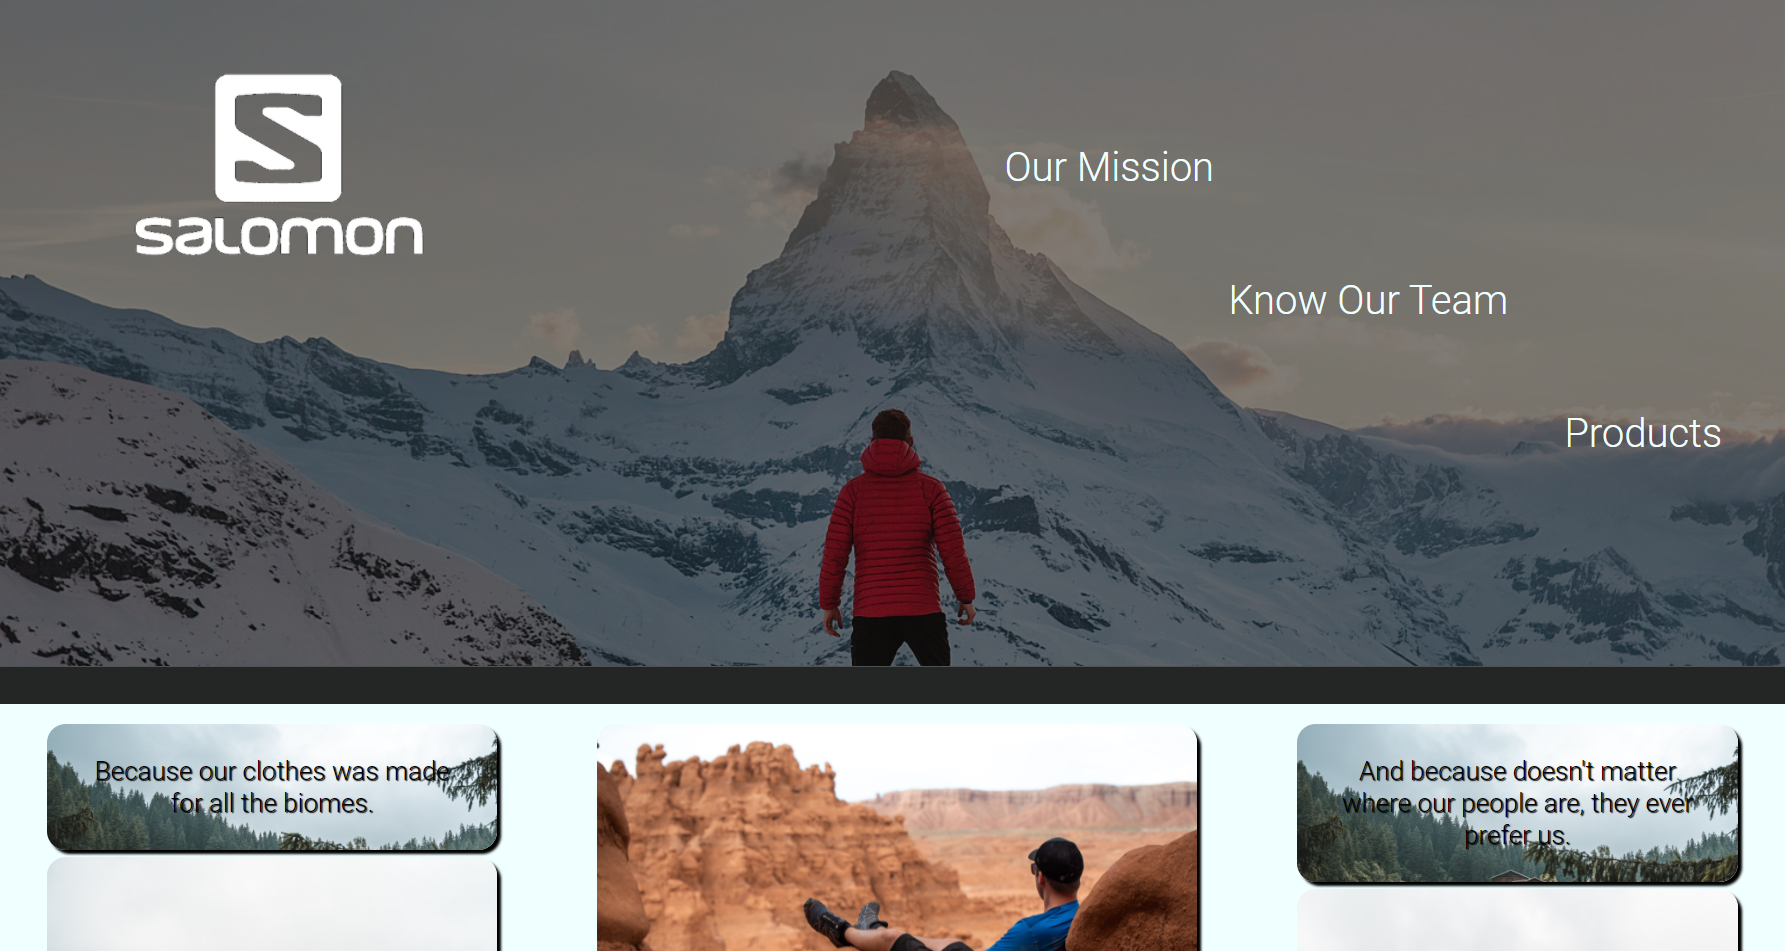 S
salomon
Our Mission
Know Our Team
Products
Because our clothes was made
for all the biomes.
And because doesn't matter
where our people are, they ever
prefer us.